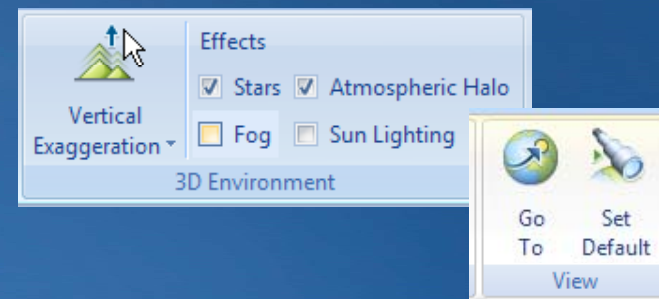 Effects
Stars Atmospheric Halo
Vertical
Exaggeration
Fog Sun Lighting
3D Environment
Go
To
Set
Default
View